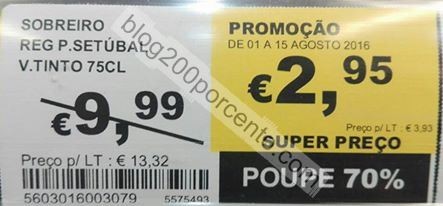 SOBREIRO
REG P.SETÚBAL
V.TINTO 75CL
€9,99
Preço p/ LT : € 13,32
5603016003079
5575493
PROMOÇÃO
DE 01 A 15 AGOSTO 2016
€2,95
Preço p/ LT : € 3,93
SUPER PREÇO
POUPE 70%
blog200porcento.com